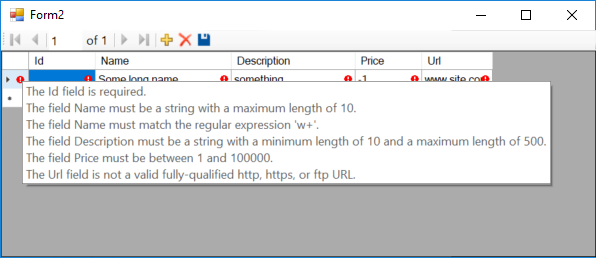 Form2
1 of 1
Id Name Description Price Url
Some long name something -1 www.site.co
The Id field is required.
The field Name must be a string with a maximum length of 10.
The field Name must match the regular expression 'w+'.
The field Description must be a string with a minimum length of 10 and a maximum length of 500.
The field Price must be between 1 and 100000.
The Url field is not a valid fully-qualified http, https, or ftp URL.